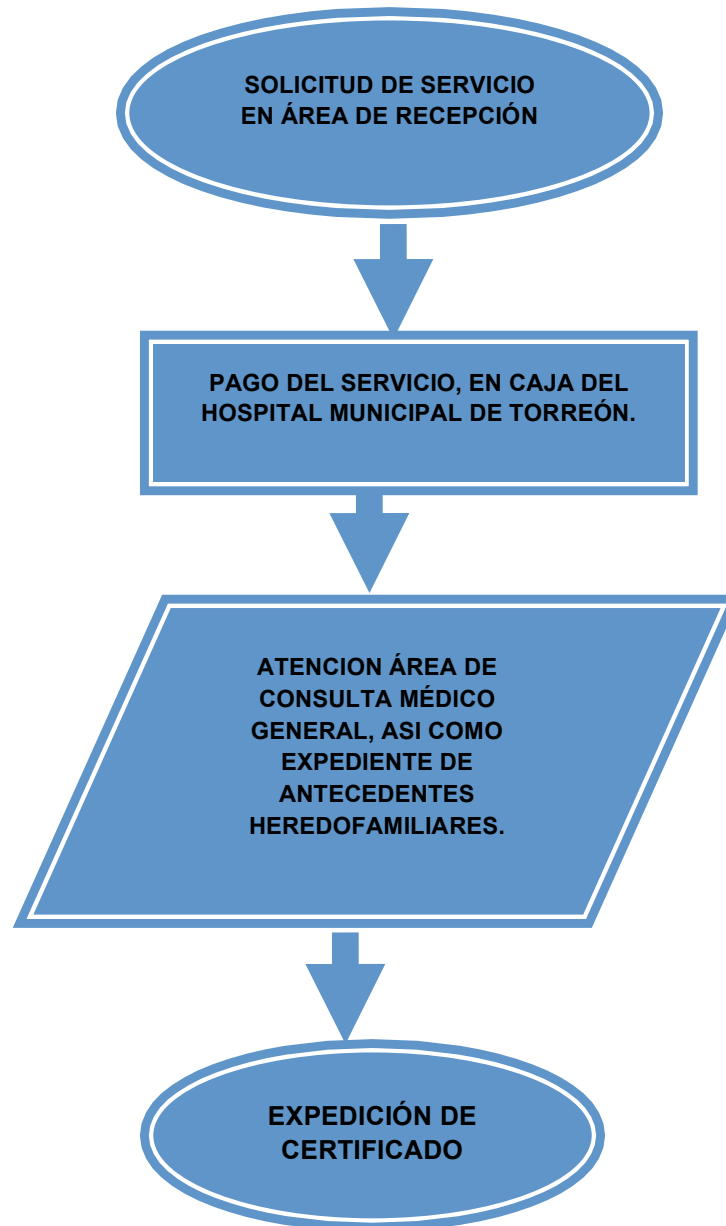 SOLICITUD DE SERVICIO
EN ÁREA DE RECEPCIÓN
PAGO DEL SERVICIO, EN CAJA DEL
HOSPITAL MUNICIPAL DE TORREÓN.
ATENCION ÁREA DE
CONSULTA MÉDICO
GENERAL, ASI COMO
EXPEDIENTE DE
ANTECEDENTES
HEREDOFAMILIARES.
EXPEDICIÓN DE
CERTIFICADO